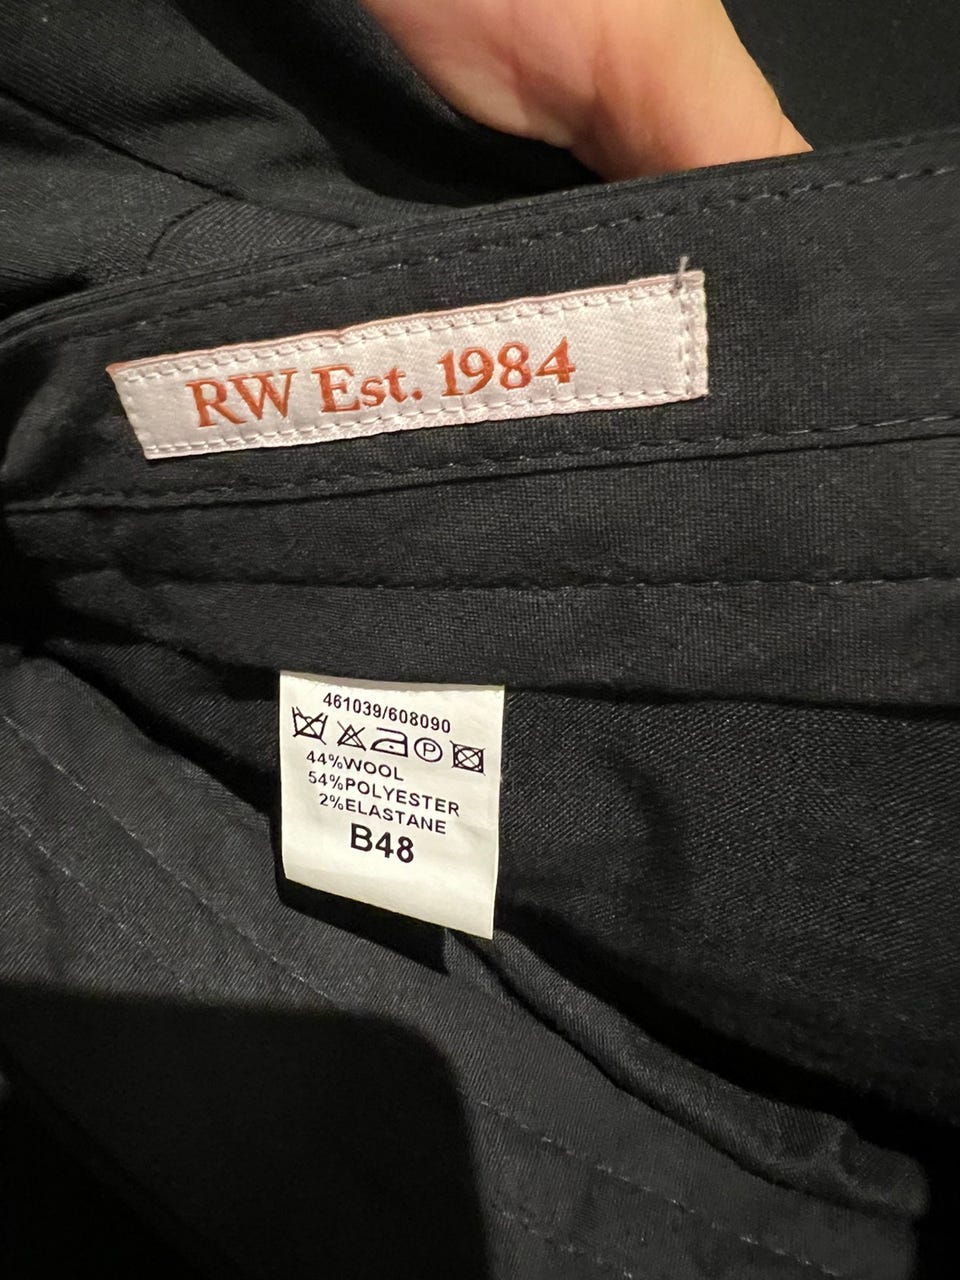 RW Est. 1984
461039/608090
P
44%WOOL
54%POLYESTER
2%ELASTANE
B48